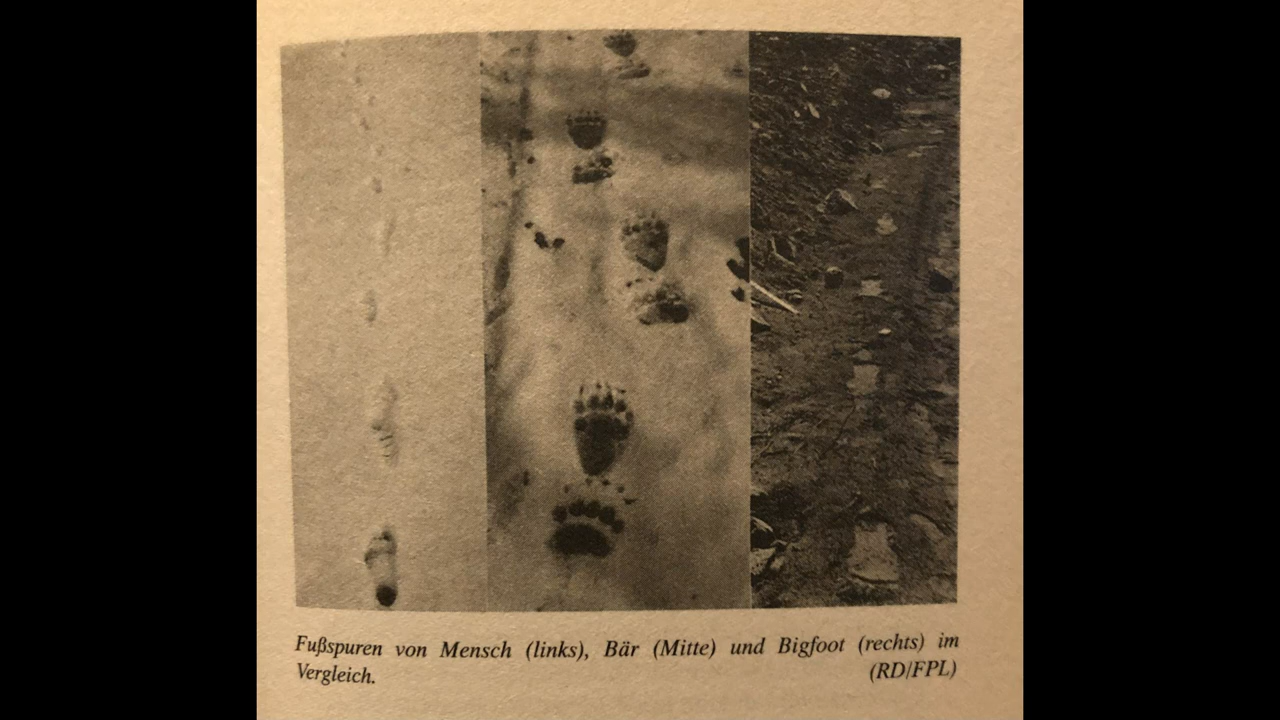 Fußspuren von Mensch (links), Bär (Mitte) und Bigfoot (rechts) im
Vergleich. (RD/FPL)